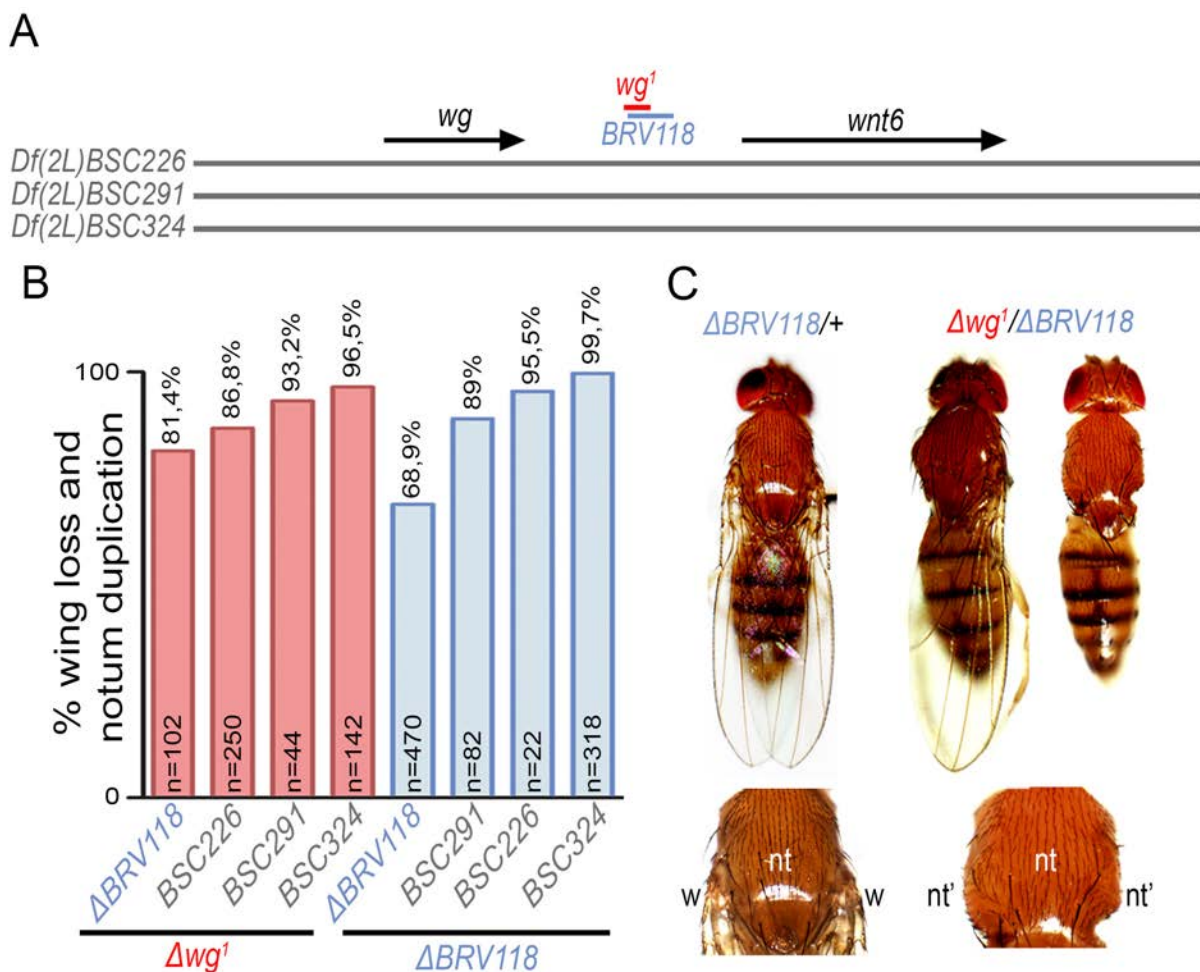 A
wg¹
wg
BRV118
wnt6
Df(2L)BSC226
Df(2L)BSC291
Df(2L)BSC324
B
% wing loss and
notum duplication
100
0
81,4%
86,8%
93,2%
96,5%
68,9%
89%
95,5%
99,7%
n=102
n=250
n=44
n=142
n=470
n=82
n=22
n=318
ΔBRV118
BSC226
BSC291
BSC324
ΔBRV118
BSC291
BSC226
BSC324
Δwg¹
ΔBRV118
C
ΔBRV118/+
Δwg¹/ΔBRV118
nt
w
w
nt
nt'
nt'